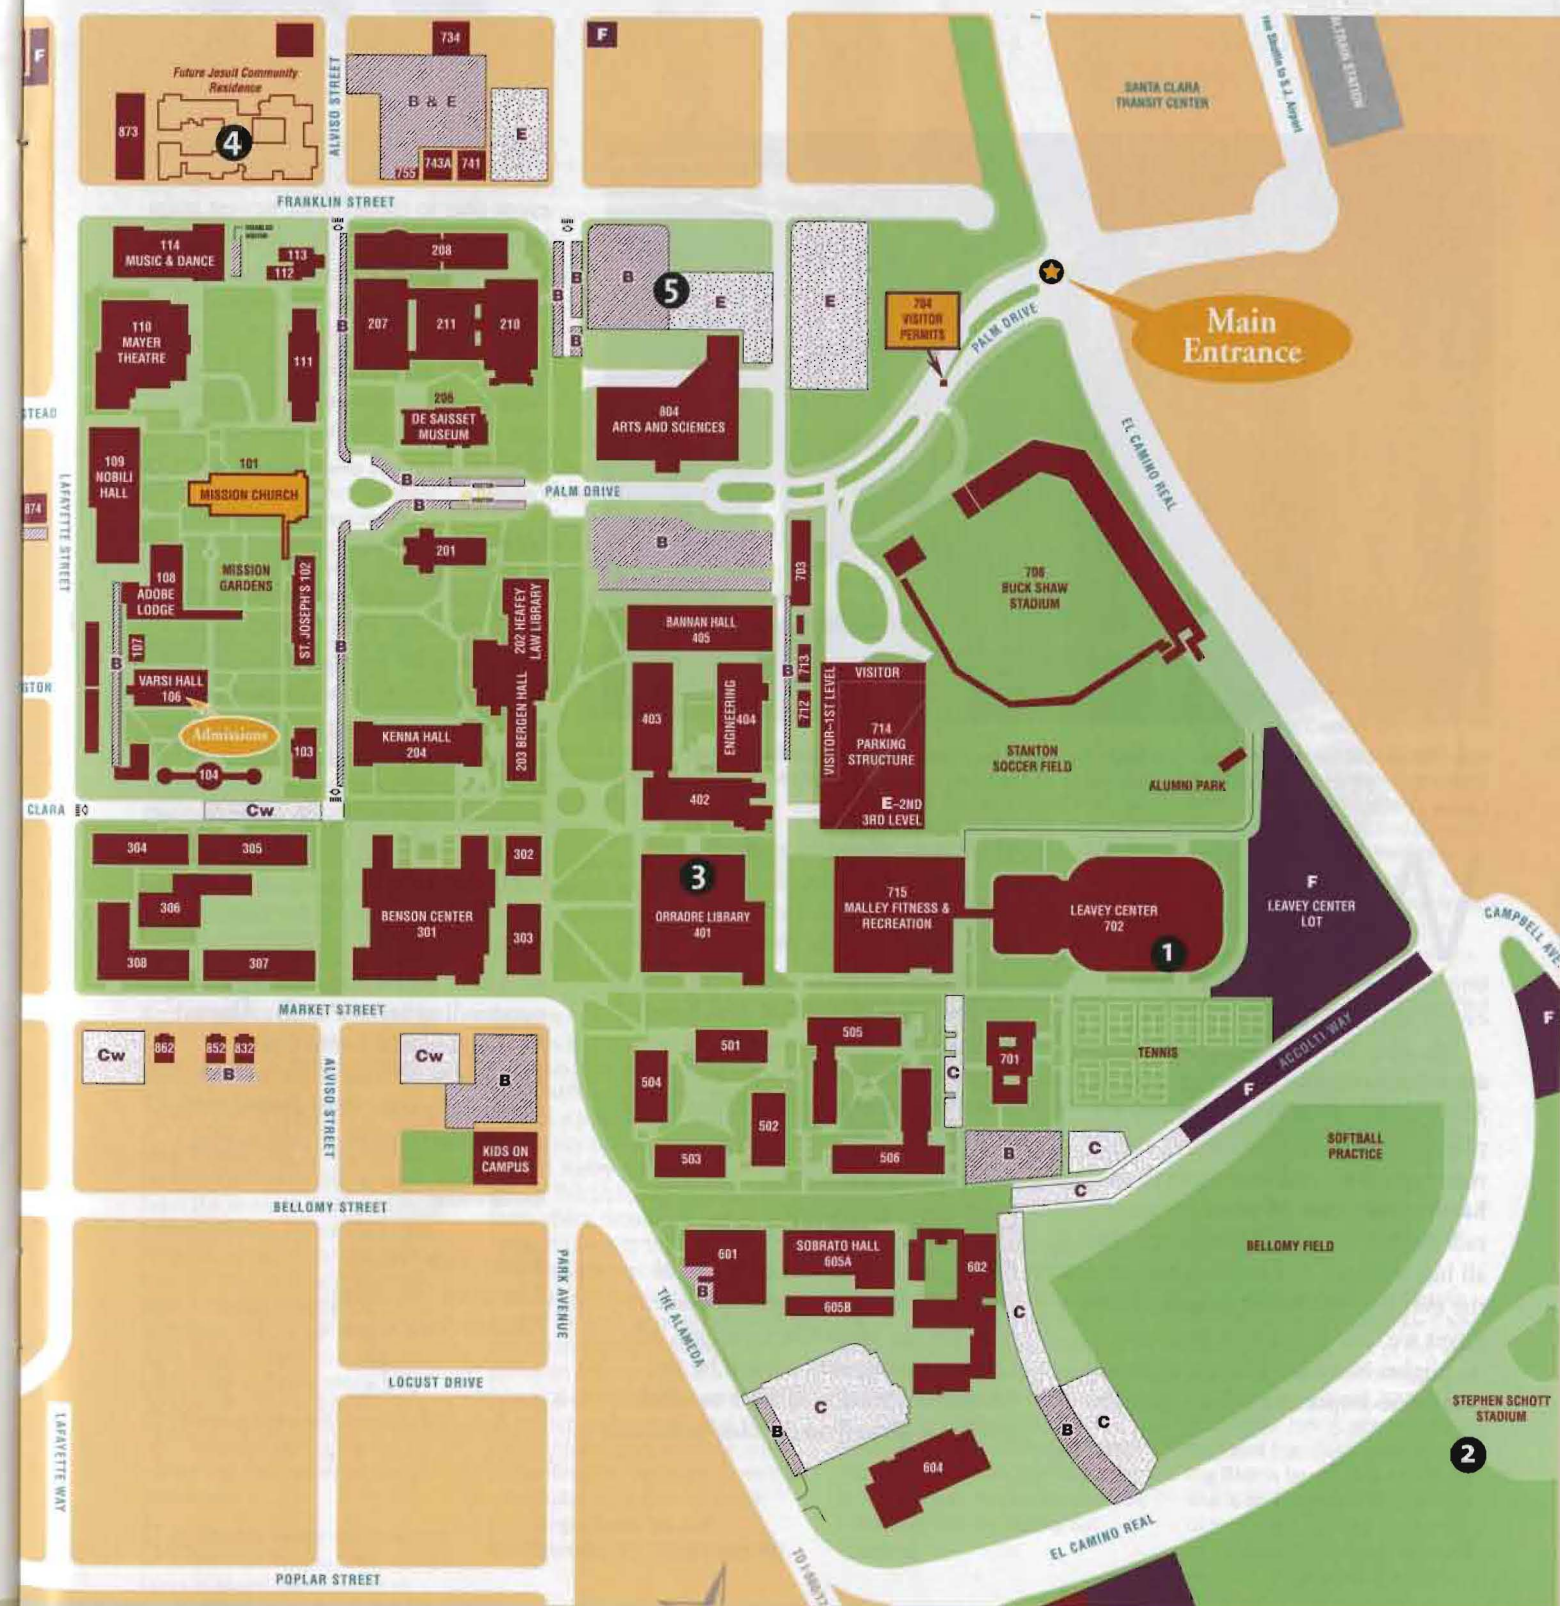 F
734
F
Future Jesuit Community
Residence
ALVISO STREET
B & E
E
873
4
755
743A
741
SANTA CLARA
TRANSIT CENTER
FRANKLIN STREET
114
MUSIC & DANCE
113
112
208
B
B
B
B
5
E
E
704
VISITOR
PERMITS
PALM DRIVE
Main
Entrance
110
MAYER
THEATRE
111
B
207
211
210
206
DE SAISSET
MUSEUM
804
ARTS AND SCIENCES
STEAD
LAFAYETTE STREET
109
NOBILI
HALL
101
MISSION CHURCH
B
B
VISITOR
PALM DRIVE
EL CAMINO REAL
874
MISSION
GARDENS
108
ADOBE
LODGE
ST. JOSEPH'S 102
201
B
703
706
BUCK SHAW
STADIUM
202 HEAFEY
LAW LIBRARY
BANNAN HALL
405
107
B
B
B
713
712
VARSI HALL
106
GTON
Admissions
203 BERGEN HALL
KENNA HALL
204
403
ENGINEERING
404
VISITOR–1ST LEVEL
VISITOR
714
PARKING
STRUCTURE
E–2ND
3RD LEVEL
STANTON
SOCCER FIELD
ALUMNI PARK
103
104
402
CLARA
Cw
304
305
306
308
307
302
303
BENSON CENTER
301
3
ORRADRE LIBRARY
401
715
MALLEY FITNESS &
RECREATION
LEAVEY CENTER
702
1
F
LEAVEY CENTER
LOT
CAMPBELL AVE.
MARKET STREET
Cw
862
852
832
B
ALVISO STREET
Cw
B
KIDS ON
CAMPUS
501
504
502
503
505
506
C
701
TENNIS
ACCOLTI WAY
F
F
B
C
C
SOFTBALL
PRACTICE
BELLOMY STREET
BELLOMY FIELD
601
B
SOBRATO HALL
605A
605B
602
C
PARK AVENUE
THE ALAMEDA
LOCUST DRIVE
C
B
B
C
604
STEPHEN SCHOTT
STADIUM
2
LAFAYETTE WAY
EL CAMINO REAL
POPLAR STREET